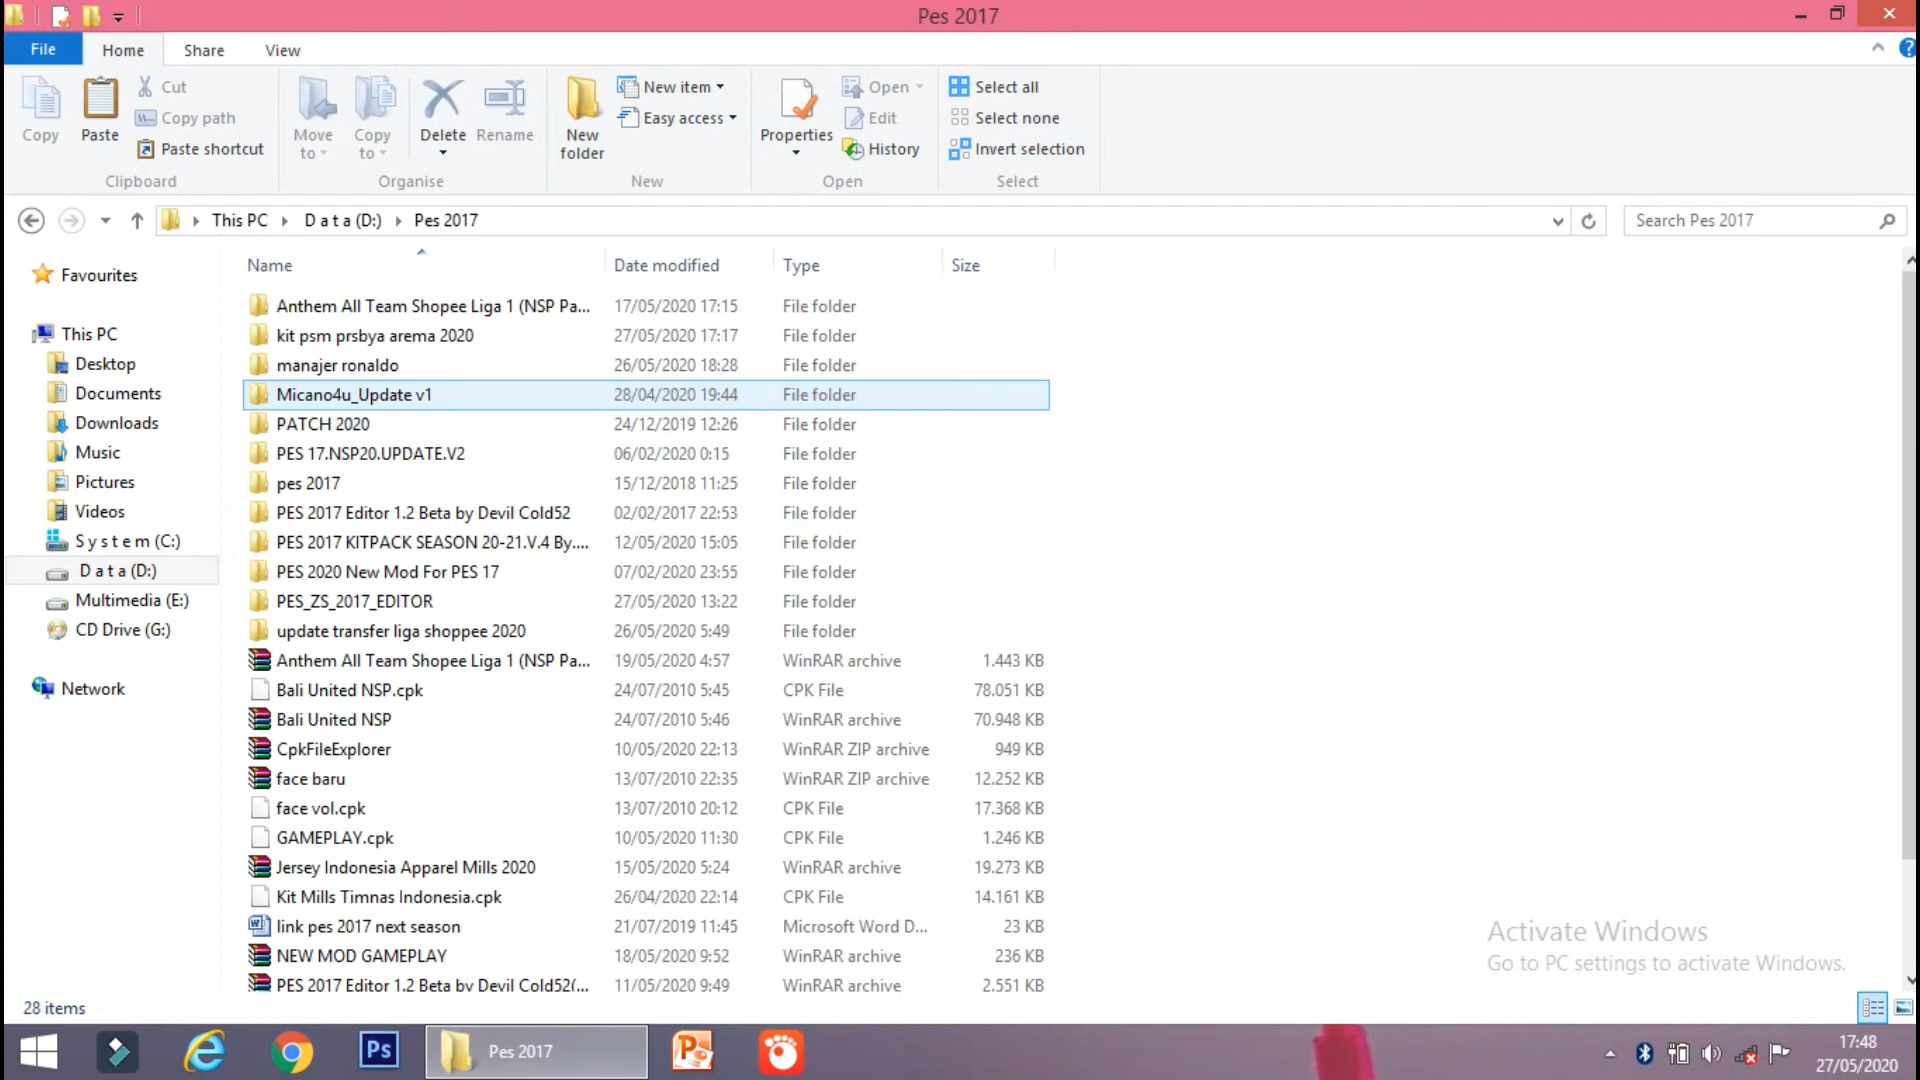 Pes 2017
File Home Share View
Copy
Paste
Cut
Copy path
Paste shortcut
Clipboard
Move to
Copy to
Delete
Rename
Organise
New folder
New item
Easy access
New
Properties
Open
Edit
History
Open
Select all
Select none
Invert selection
Select
This PC Data (D:) Pes 2017
Search Pes 2017
Favourites
This PC
Desktop
Documents
Downloads
Music
Pictures
Videos
System (C:)
Data (D:)
Multimedia (E:)
CD Drive (G:)
Network
Name Date modified Type Size
Anthem All Team Shopee Liga 1 (NSP Pa... 17/05/2020 17:15 File folder
kit psm prsbya arema 2020 27/05/2020 17:17 File folder
manajer ronaldo 26/05/2020 18:28 File folder
Micano4u_Update v1 28/04/2020 19:44 File folder
PATCH 2020 24/12/2019 12:26 File folder
PES 17.NSP20.UPDATE.V2 06/02/2020 0:15 File folder
pes 2017 15/12/2018 11:25 File folder
PES 2017 Editor 1.2 Beta by Devil Cold52 02/02/2017 22:53 File folder
PES 2017 KITPACK SEASON 20-21.V.4 By.... 12/05/2020 15:05 File folder
PES 2020 New Mod For PES 17 07/02/2020 23:55 File folder
PES_ZS_2017_EDITOR 27/05/2020 13:22 File folder
update transfer liga shoppee 2020 26/05/2020 5:49 File folder
Anthem All Team Shopee Liga 1 (NSP Pa... 19/05/2020 4:57 WinRAR archive 1.443 KB
Bali United NSP.cpk 24/07/2010 5:45 CPK File 78.051 KB
Bali United NSP 24/07/2010 5:46 WinRAR archive 70.948 KB
CpkFileExplorer 10/05/2020 22:13 WinRAR ZIP archive 949 KB
face baru 13/07/2010 22:35 WinRAR ZIP archive 12.252 KB
face vol.cpk 13/07/2010 20:12 CPK File 17.368 KB
GAMEPLAY.cpk 10/05/2020 11:30 CPK File 1.246 KB
Jersey Indonesia Apparel Mills 2020 15/05/2020 5:24 WinRAR archive 19.273 KB
Kit Mills Timnas Indonesia.cpk 26/04/2020 22:14 CPK File 14.161 KB
link pes 2017 next season 21/07/2019 11:45 Microsoft Word D... 23 KB
NEW MOD GAMEPLAY 18/05/2020 9:52 WinRAR archive 236 KB
PES 2017 Editor 1.2 Beta by Devil Cold52(... 11/05/2020 9:49 WinRAR archive 2.551 KB
Activate Windows
Go to PC settings to activate Windows.
28 items
Ps
Pes 2017
17:48
27/05/2020